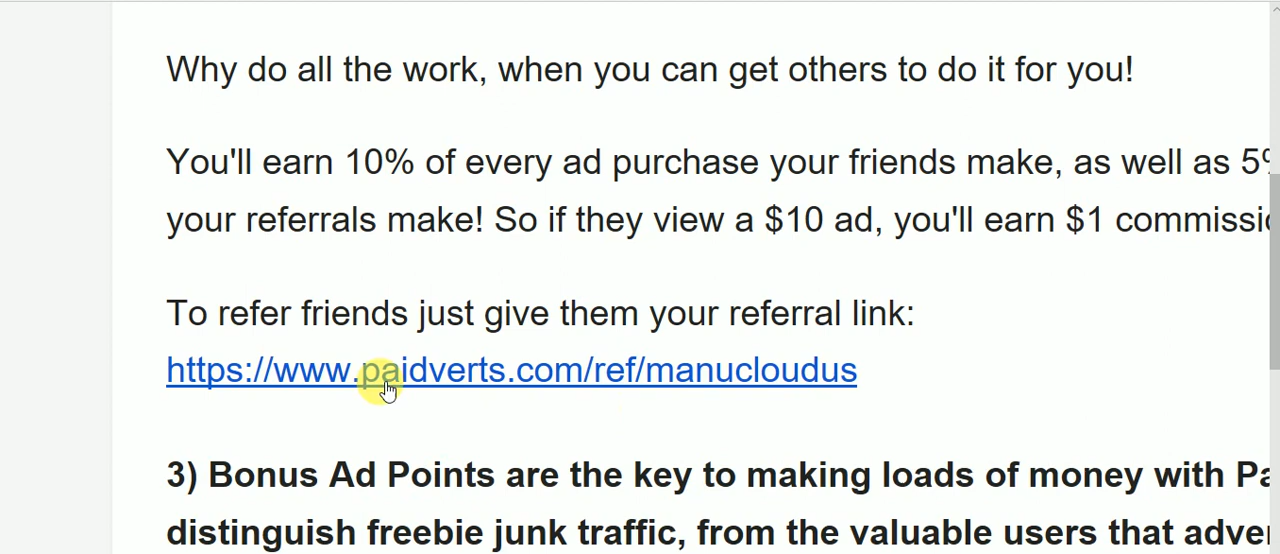 Why do all the work, when you can get others to do it for you!
You'll earn 10% of every ad purchase your friends make, as well as
your referrals make! So if they view a $10 ad, you'll earn $1
To refer friends just give them your referral link:
https://www.paidverts.com/ref/manucloudus
3) Bonus Ad Points are the key to making loads of money with
distinguish freebie junk traffic, from the valuable users that